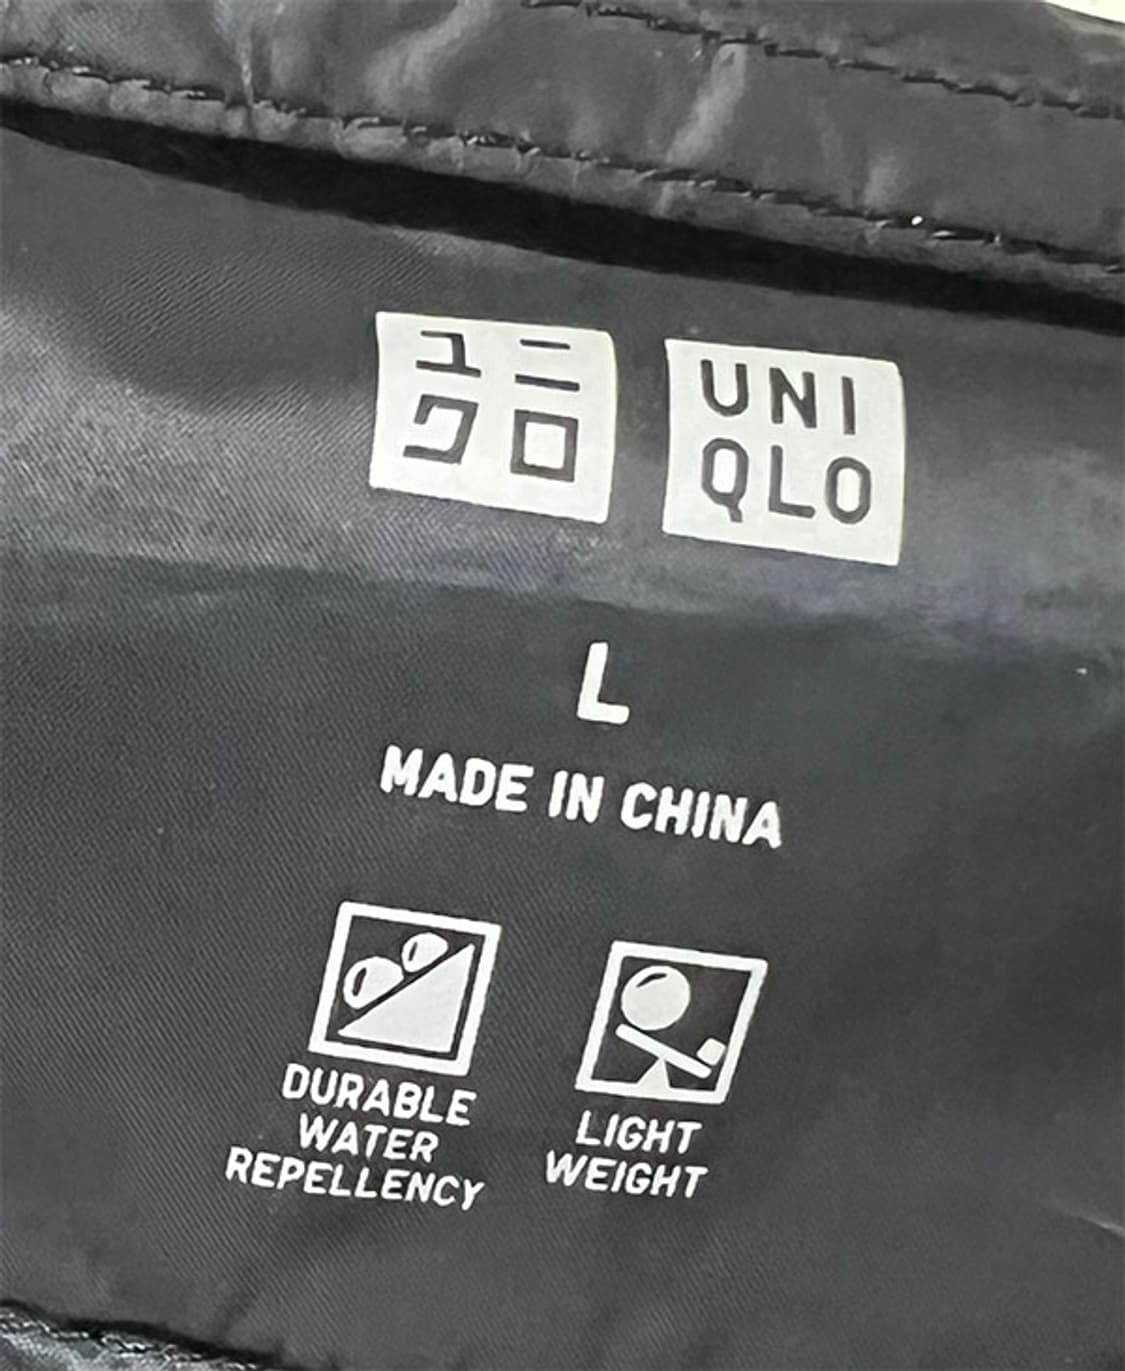 ユニ
クロ
UNI
QLO
L
MADE IN CHINA
DURABLE
WATER
REPELLENCY
LIGHT
WEIGHT